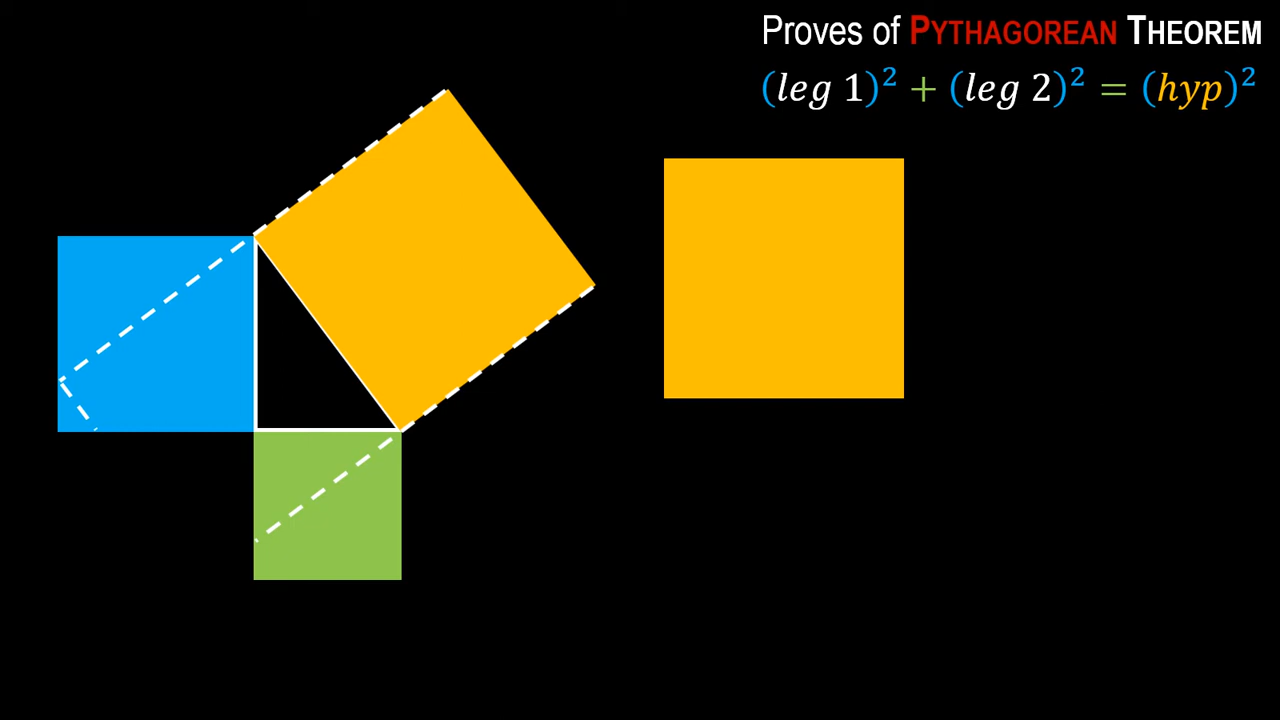 Proves of PYTHAGOREAN THEOREM
(leg 1)² + (leg 2)² = (hyp)²